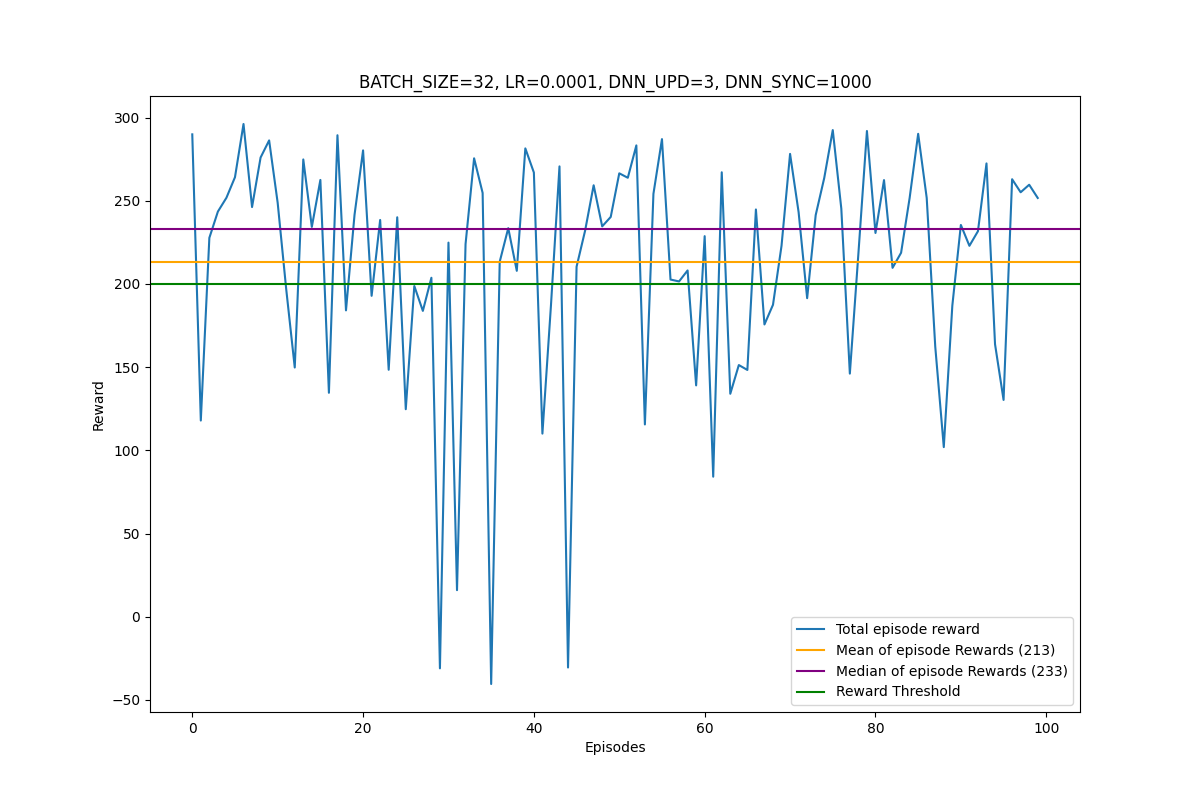 BATCH_SIZE=32, LR=0.0001, DNN_UPD=3, DNN_SYNC=1000
300
250
200
150
100
50
0
−50
Reward
Total episode reward
Mean of episode Rewards (213)
Median of episode Rewards (233)
Reward Threshold
0 20 40 60 80 100
Episodes